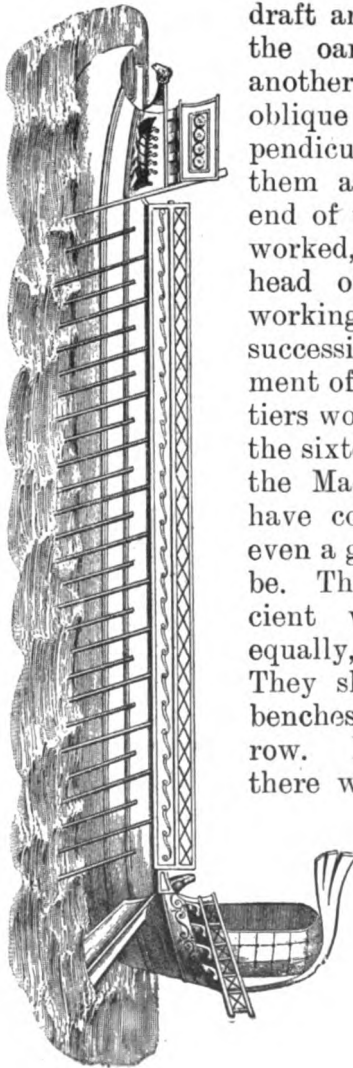 draft an
the oar
another
oblique
pendicu
them a
end of
worked,
head o
working
successi
ment of
tiers wo
the sixt
the Ma
have co
even a g
be. Th
cient w
equally,
They sl
benches
row.
there w